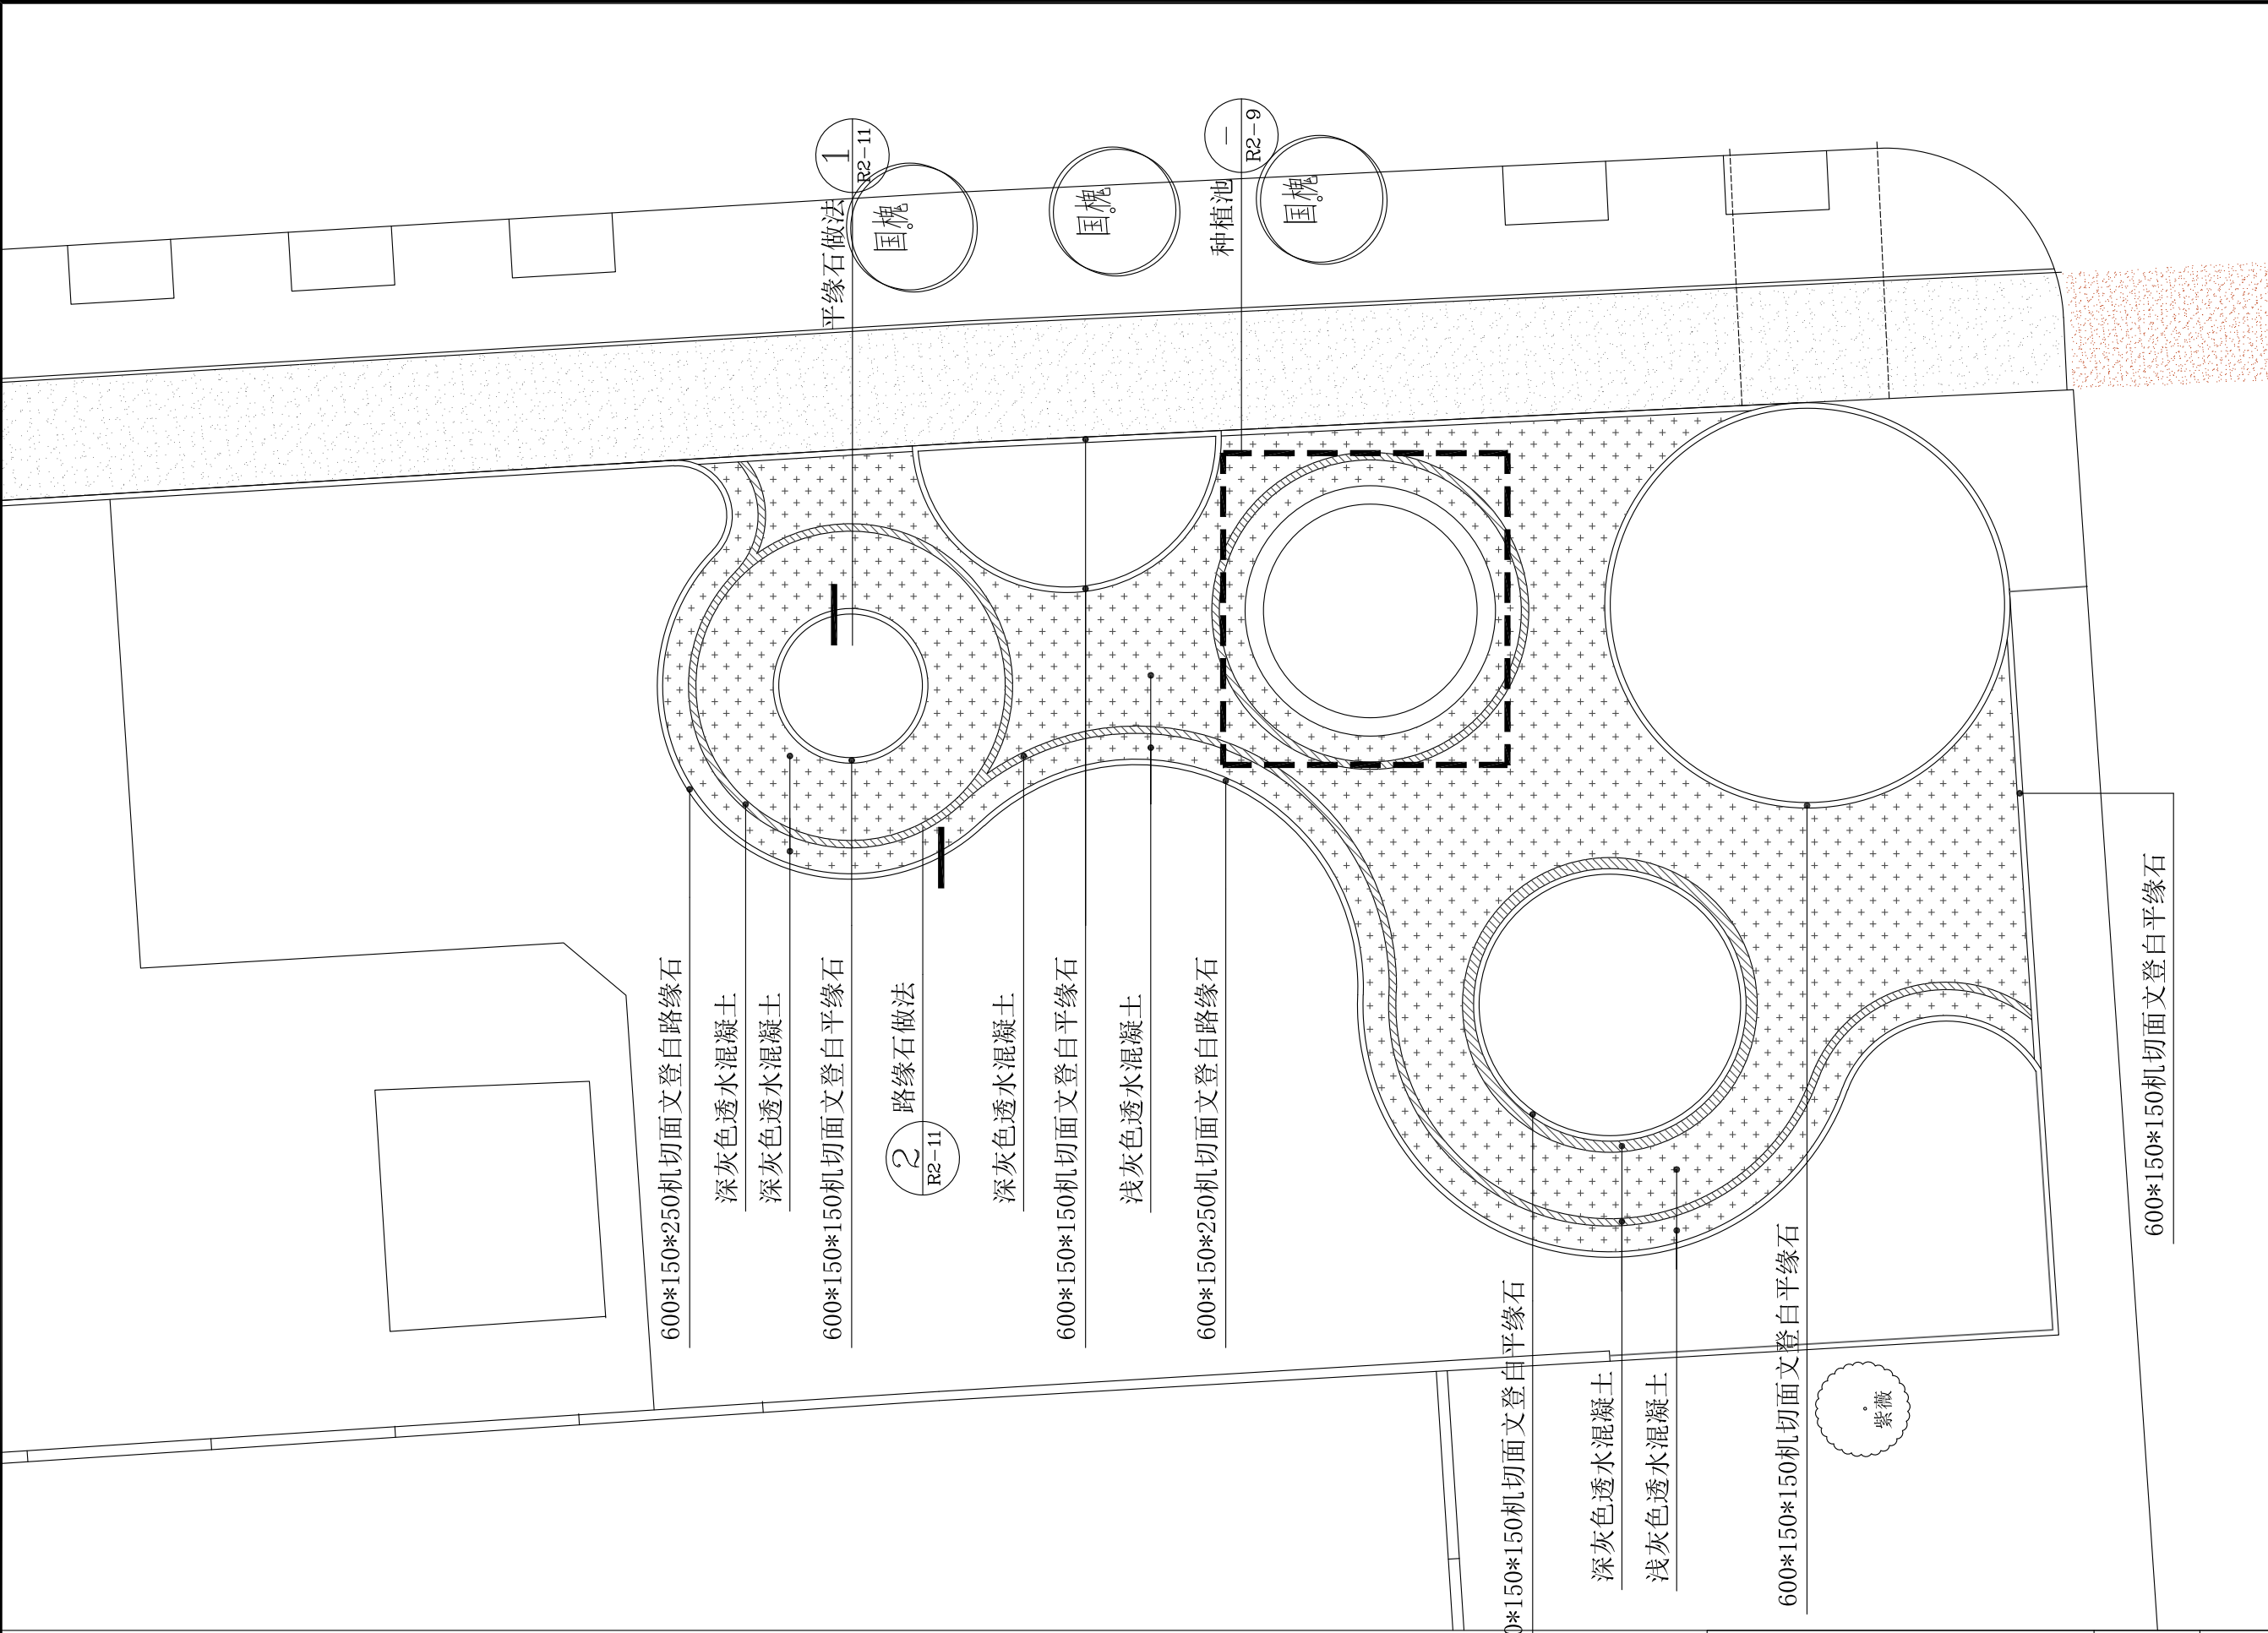 1
R2-11
平缘石做法
国槐
国槐
—
R2-9
种植池
国槐
600*150*250机切面文登白路缘石
深灰色透水混凝土
深灰色透水混凝土
600*150*150机切面文登白平缘石
路缘石做法
2
R2-11
深灰色透水混凝土
600*150*150机切面文登白平缘石
浅灰色透水混凝土
600*150*250机切面文登白路缘石
0*150*150机切面文登白平缘石
深灰色透水混凝土
浅灰色透水混凝土
600*150*150机切面文登白平缘石
紫薇
600*150*150机切面文登白平缘石